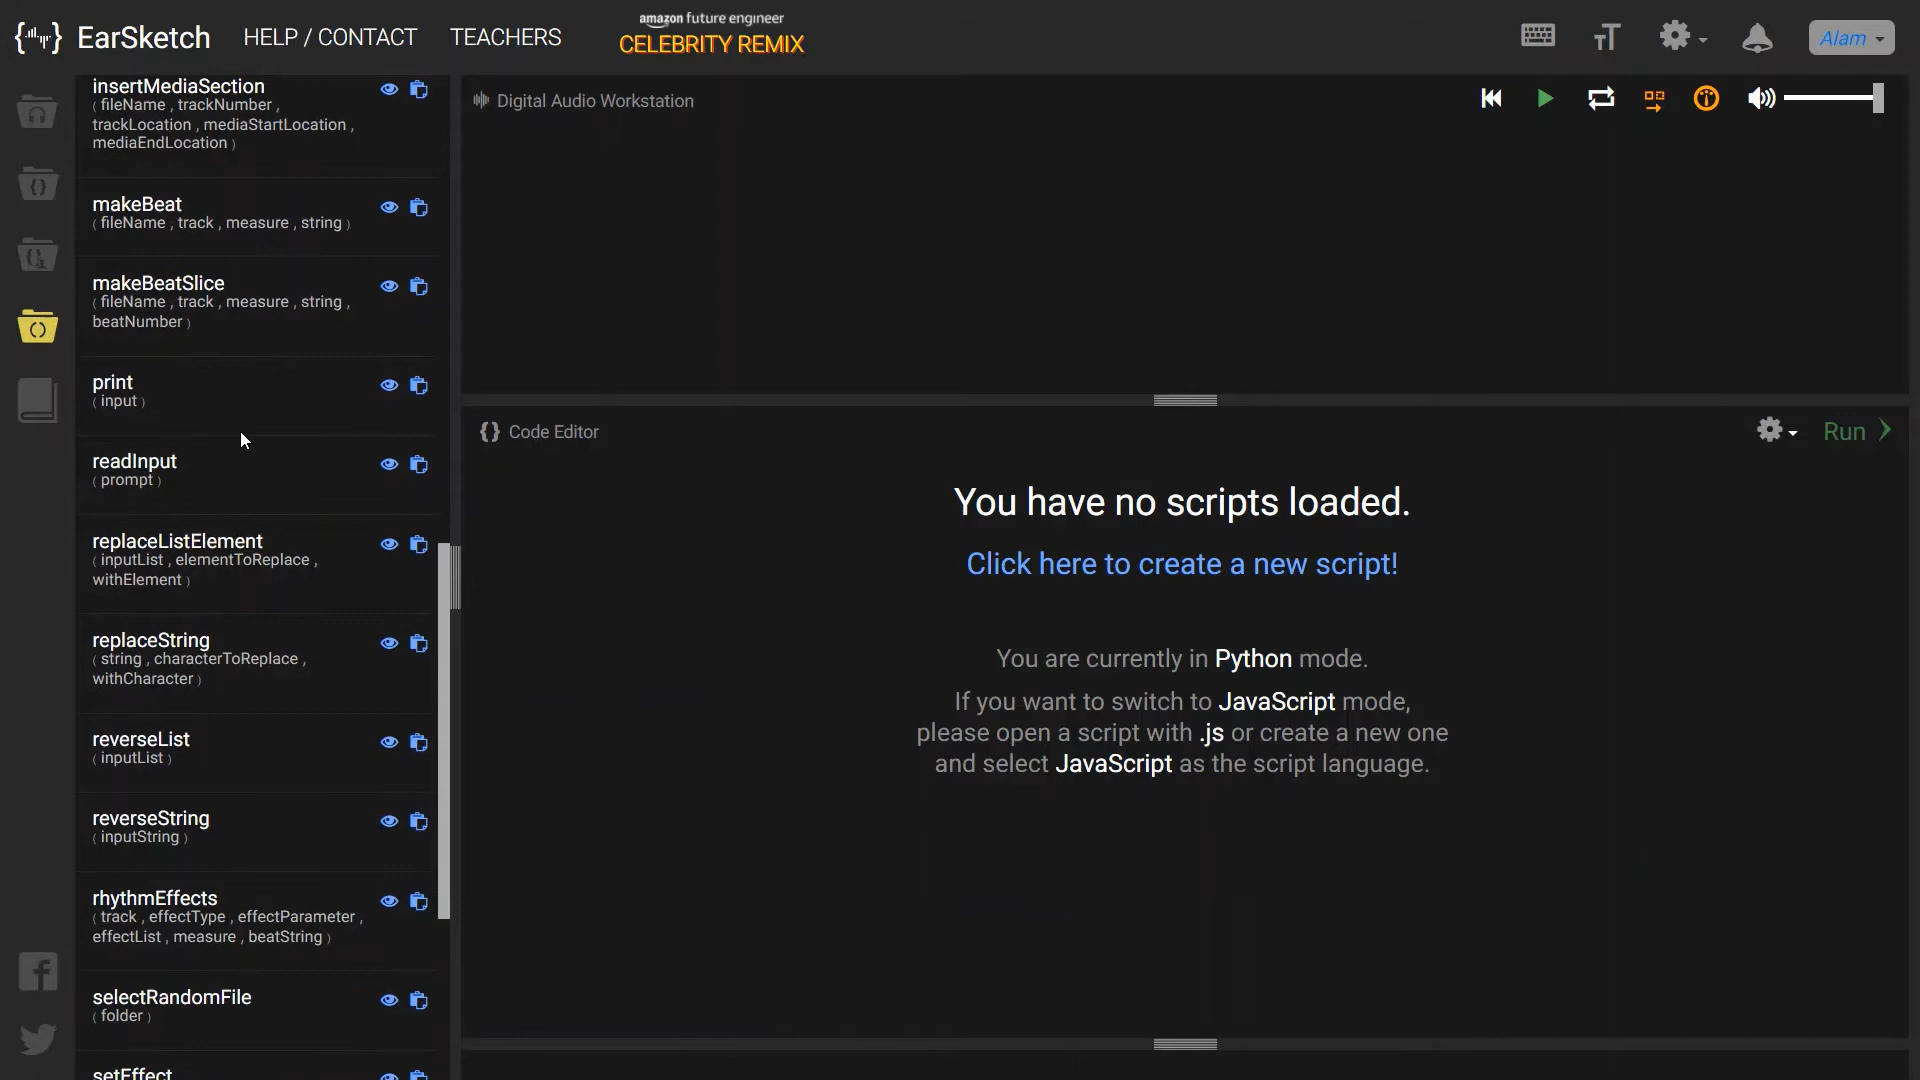 EarSketch
HELP / CONTACT
TEACHERS
amazon future engineer
CELEBRITY REMIX
Alam
insertMediaSection
( fileName , trackNumber ,
trackLocation , mediaStartLocation ,
mediaEndLocation )
makeBeat
( fileName , track , measure , string )
makeBeatSlice
( fileName , track , measure , string ,
beatNumber )
print
( input )
readInput
( prompt )
replaceListElement
( inputList , elementToReplace ,
withElement )
replaceString
( string , characterToReplace ,
withCharacter )
reverseList
( inputList )
reverseString
( inputString )
rhythmEffects
( track , effectType , effectParameter ,
effectList , measure , beatString )
selectRandomFile
( folder )
setEffect
Digital Audio Workstation
{} Code Editor
Run
You have no scripts loaded.
Click here to create a new script!
You are currently in Python mode.
If you want to switch to JavaScript mode,
please open a script with .js or create a new one
and select JavaScript as the script language.